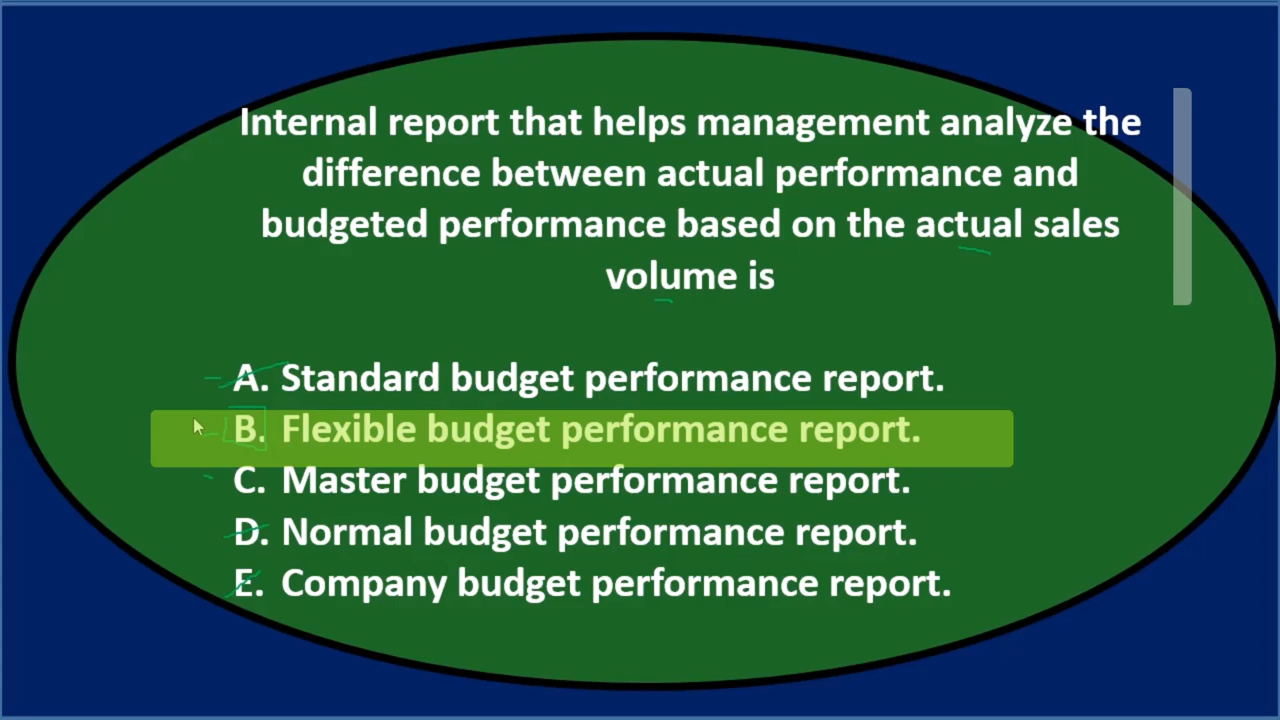 Internal report that helps management analyze the
difference between actual performance and
budgeted performance based on the actual sales
volume is
A. Standard budget performance report.
B. Flexible budget performance report.
C. Master budget performance report.
D. Normal budget performance report.
E. Company budget performance report.